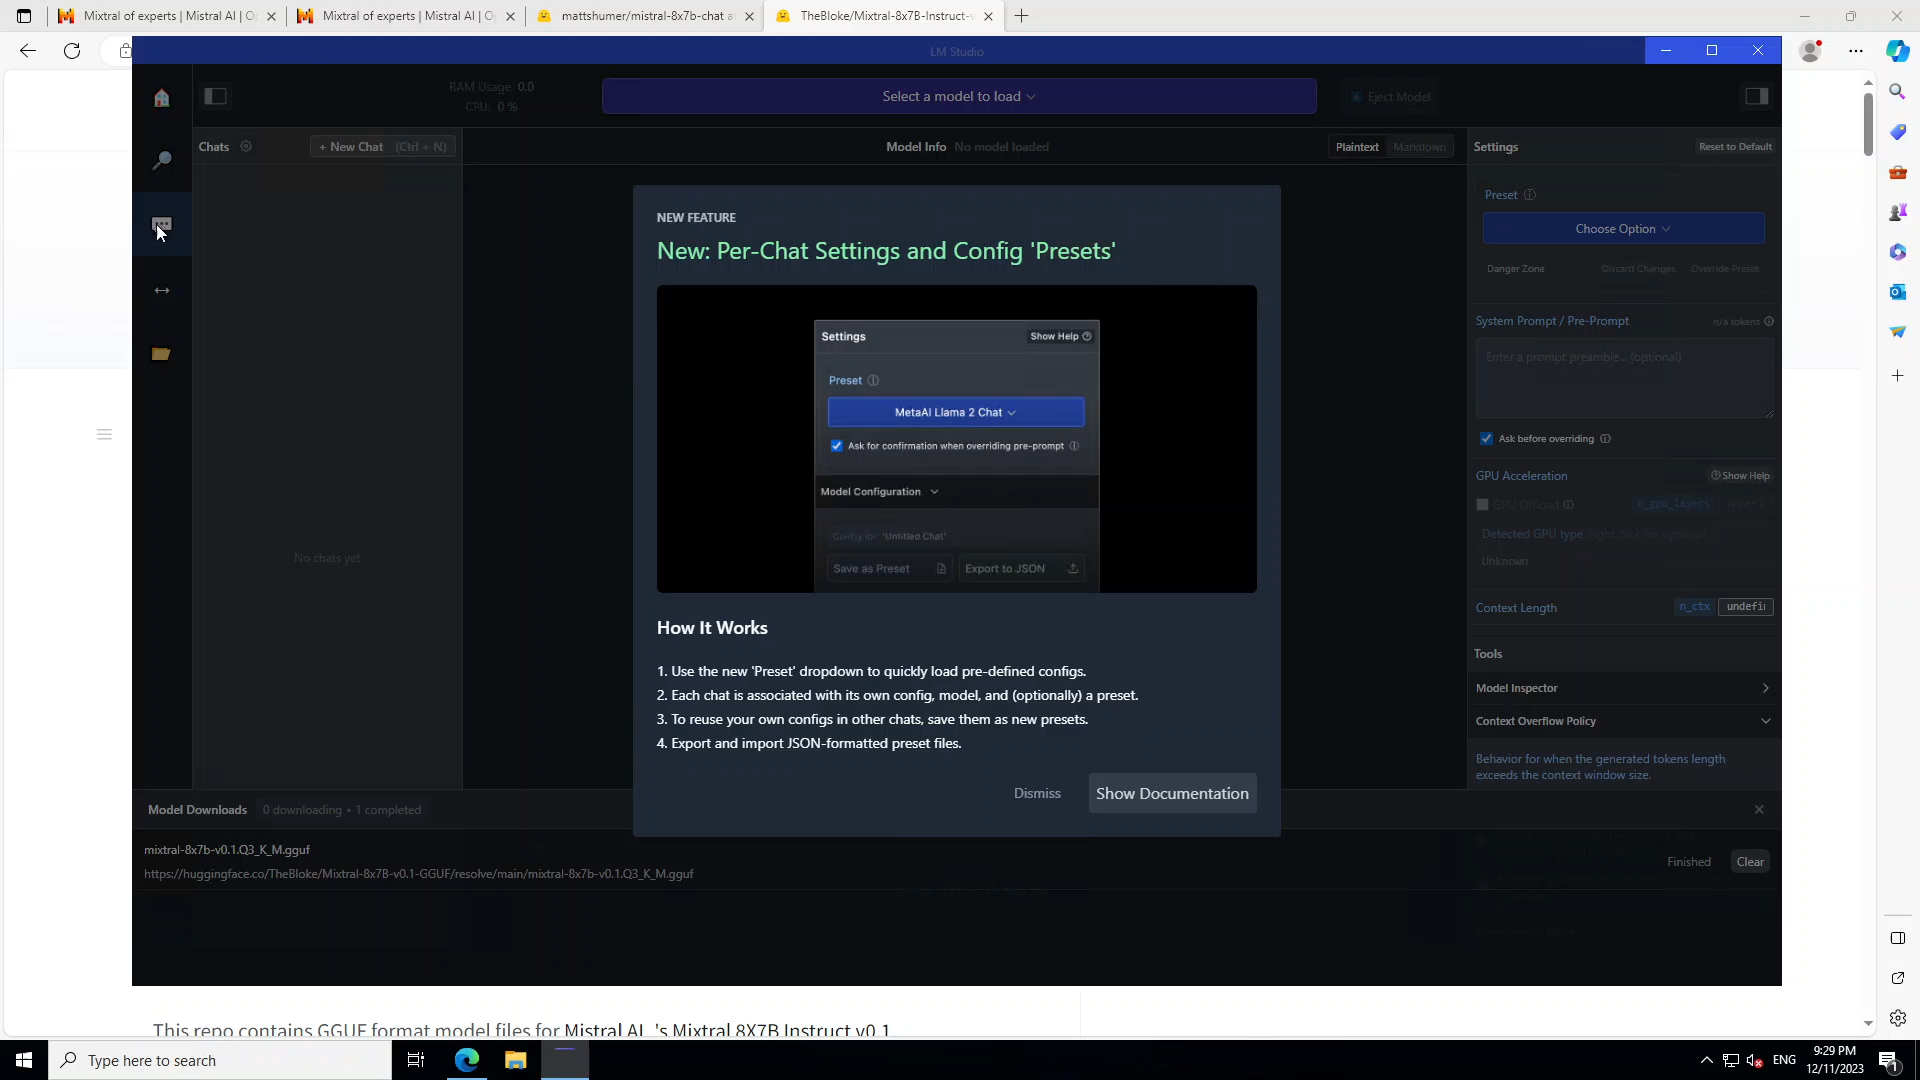 Mixtral of experts | Mistral AI | O
Mixtral of experts | Mistral AI | Op
mattshumer/mistral-8x7b-chat a
TheBloke/Mixtral-8x7B-Instruct-v
LM Studio
RAM Usage: 0.0
CPU: 0 %
Select a model to load
Eject Model
Chats
+ New Chat (Ctrl + N)
Model Info No model loaded
Plaintext Markdown
Settings
Reset to Default
Preset
Choose Option
Danger Zone Discard Changes Override Preset
System Prompt / Pre-Prompt n/a tokens
Enter a prompt preamble... (optional)
Ask before overriding
GPU Acceleration Show Help
GPU Offload n_gpu_layers
Detected GPU type
Unknown
Context Length n_ctx undefi
Tools
Model Inspector
Context Overflow Policy
Behavior for when the generated tokens length
exceeds the context window size.
No chats yet
NEW FEATURE
New: Per-Chat Settings and Config 'Presets'
Settings Show Help
Preset
MetaAI Llama 2 Chat
Ask for confirmation when overriding pre-prompt
Model Configuration
Config for: 'Untitled Chat'
Save as Preset Export to JSON
How It Works
1. Use the new 'Preset' dropdown to quickly load pre-defined configs.
2. Each chat is associated with its own config, model, and (optionally) a preset.
3. To reuse your own configs in other chats, save them as new presets.
4. Export and import JSON-formatted preset files.
Dismiss Show Documentation
Model Downloads 0 downloading • 1 completed
mixtral-8x7b-v0.1.Q3_K_M.gguf
https://huggingface.co/TheBloke/Mixtral-8x7B-v0.1-GGUF/resolve/main/mixtral-8x7b-v0.1.Q3_K_M.gguf
Finished Clear
This repo contains GGUF format model files for Mistral AI_'s Mixtral 8X7B Instruct v0.1.
Type here to search
ENG
9:29 PM
12/11/2023
1